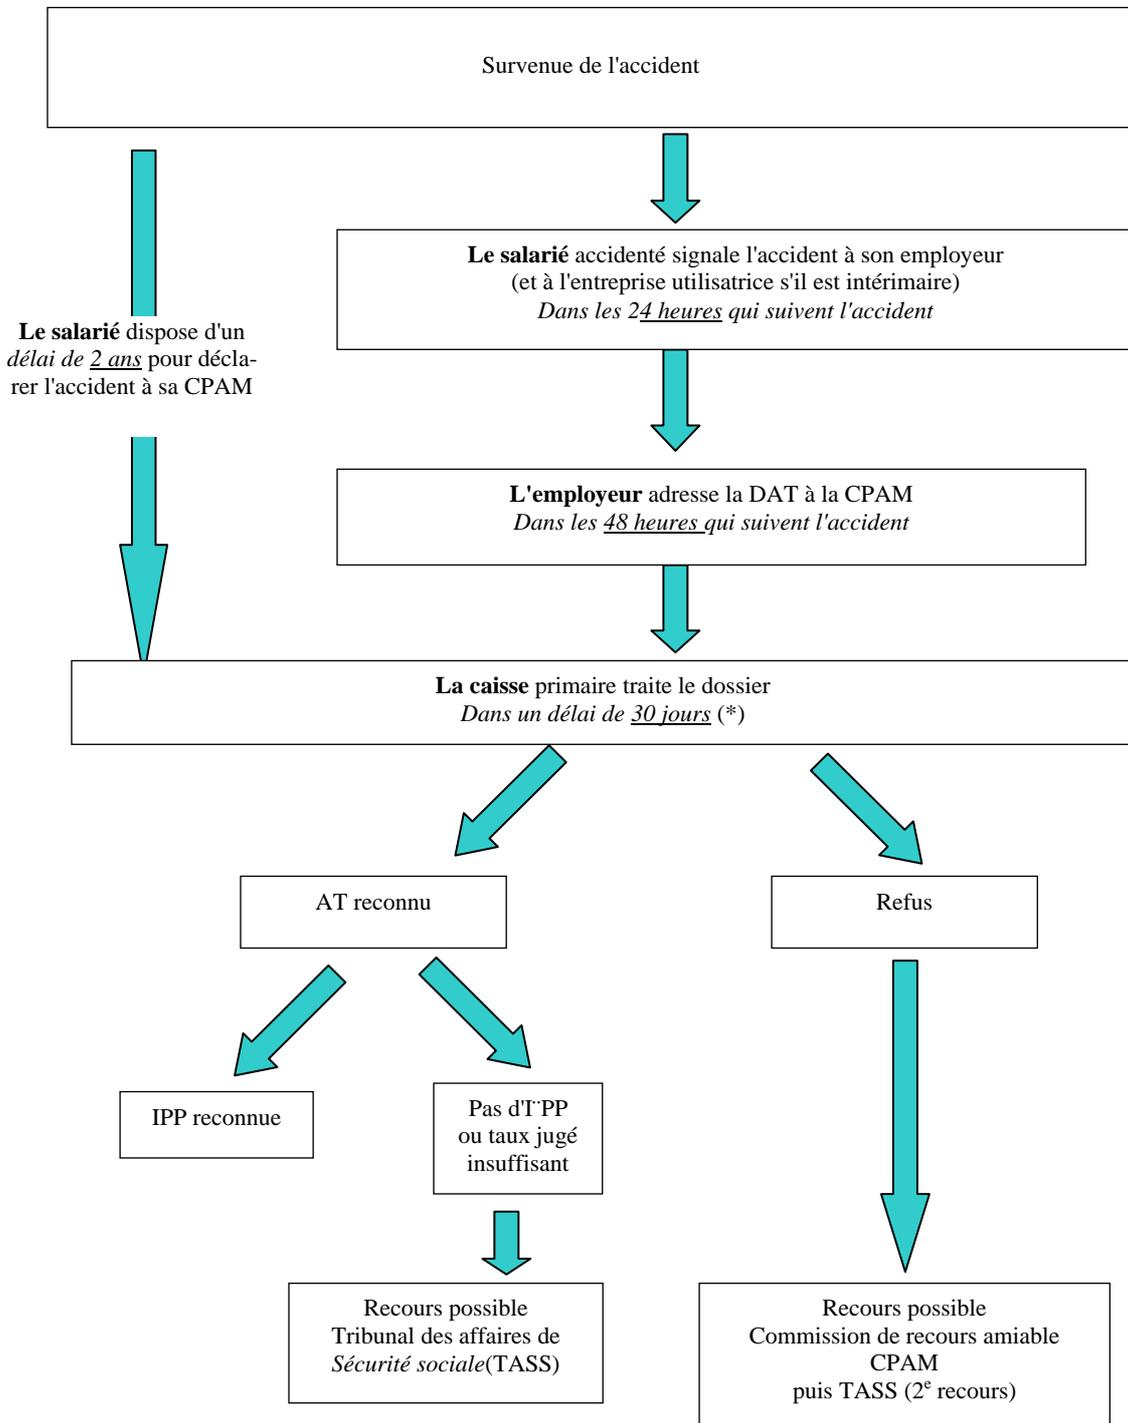 Survenue de l'accident
Le salarié accidenté signale l'accident à son employeur
(et à l'entreprise utilisatrice s'il est intérimaire)
Dans les 24 heures qui suivent l'accident
Le salarié dispose d'un
délai de 2 ans pour décla-
rer l'accident à sa CPAM
L'employeur adresse la DAT à la CPAM
Dans les 48 heures qui suivent l'accident
La caisse primaire traite le dossier
Dans un délai de 30 jours (*)
AT reconnu
Refus
IPP reconnue
Pas d'I¨PP
ou taux jugé
insuffisant
Recours possible
Tribunal des affaires de
Sécurité sociale(TASS)
Recours possible
Commission de recours amiable
CPAM
puis TASS (2e recours)